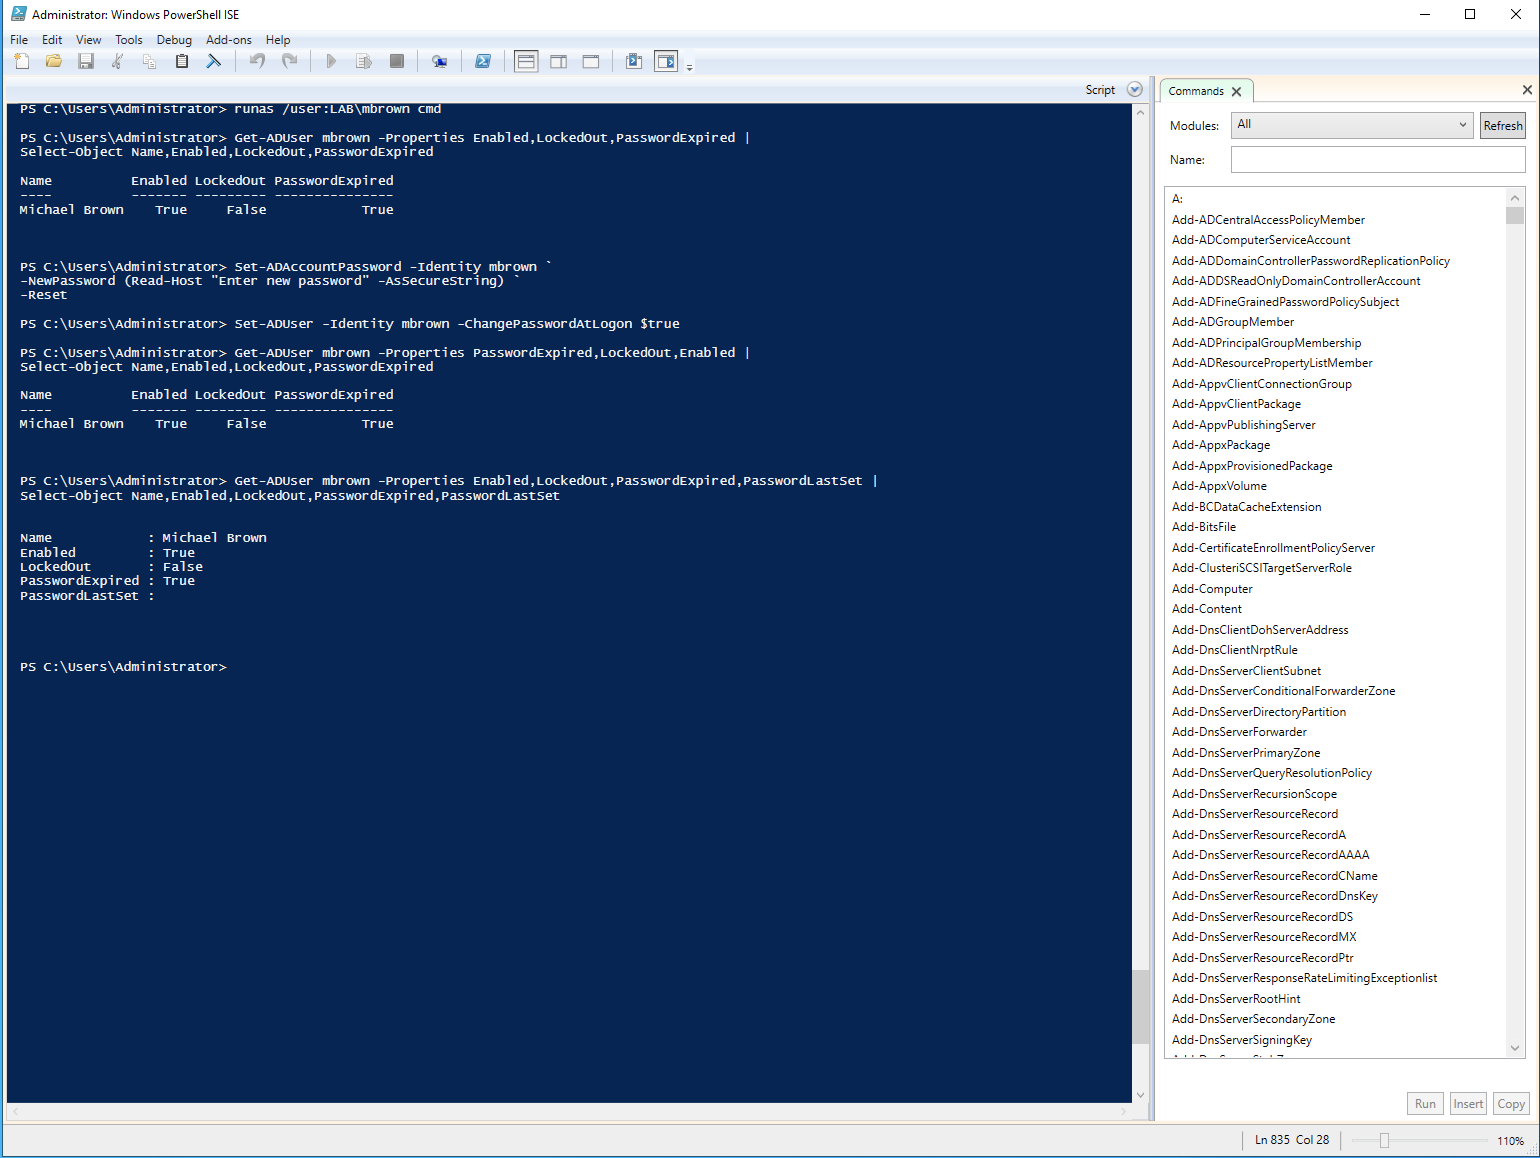 Administrator: Windows PowerShell ISE
File Edit View Tools Debug Add-ons Help
Script
PS C:\Users\Administrator> runas /user:LAB\mbrown cmd
PS C:\Users\Administrator> Get-ADUser mbrown -Properties Enabled,LockedOut,PasswordExpired |
Select-Object Name,Enabled,LockedOut,PasswordExpired
Name Enabled LockedOut PasswordExpired
---- ------- --------- ---------------
Michael Brown True False True
PS C:\Users\Administrator> Set-ADAccountPassword -Identity mbrown `
-NewPassword (Read-Host "Enter new password" -AsSecureString) `
-Reset
PS C:\Users\Administrator> Set-ADUser -Identity mbrown -ChangePasswordAtLogon $true
PS C:\Users\Administrator> Get-ADUser mbrown -Properties PasswordExpired,LockedOut,Enabled |
Select-Object Name,Enabled,LockedOut,PasswordExpired
Name Enabled LockedOut PasswordExpired
---- ------- --------- ---------------
Michael Brown True False True
PS C:\Users\Administrator> Get-ADUser mbrown -Properties Enabled,LockedOut,PasswordExpired,PasswordLastSet |
Select-Object Name,Enabled,LockedOut,PasswordExpired,PasswordLastSet
Name : Michael Brown
Enabled : True
LockedOut : False
PasswordExpired : True
PasswordLastSet :
PS C:\Users\Administrator>
Commands
Modules: All Refresh
Name:
A:
Add-ADCentralAccessPolicyMember
Add-ADComputerServiceAccount
Add-ADDomainControllerPasswordReplicationPolicy
Add-ADDSReadOnlyDomainControllerAccount
Add-ADFineGrainedPasswordPolicySubject
Add-ADGroupMember
Add-ADPrincipalGroupMembership
Add-ADResourcePropertyListMember
Add-AppvClientConnectionGroup
Add-AppvClientPackage
Add-AppvPublishingServer
Add-AppxPackage
Add-AppxProvisionedPackage
Add-AppxVolume
Add-BCDataCacheExtension
Add-BitsFile
Add-CertificateEnrollmentPolicyServer
Add-ClusteriSCSITargetServerRole
Add-Computer
Add-Content
Add-DnsClientDohServerAddress
Add-DnsClientNrptRule
Add-DnsServerClientSubnet
Add-DnsServerConditionalForwarderZone
Add-DnsServerDirectoryPartition
Add-DnsServerForwarder
Add-DnsServerPrimaryZone
Add-DnsServerQueryResolutionPolicy
Add-DnsServerRecursionScope
Add-DnsServerResourceRecord
Add-DnsServerResourceRecordA
Add-DnsServerResourceRecordAAAA
Add-DnsServerResourceRecordCName
Add-DnsServerResourceRecordDnsKey
Add-DnsServerResourceRecordDS
Add-DnsServerResourceRecordMX
Add-DnsServerResourceRecordPtr
Add-DnsServerResponseRateLimitingExceptionlist
Add-DnsServerRootHint
Add-DnsServerSecondaryZone
Add-DnsServerSigningKey
Run Insert Copy
Ln 835 Col 28 110%